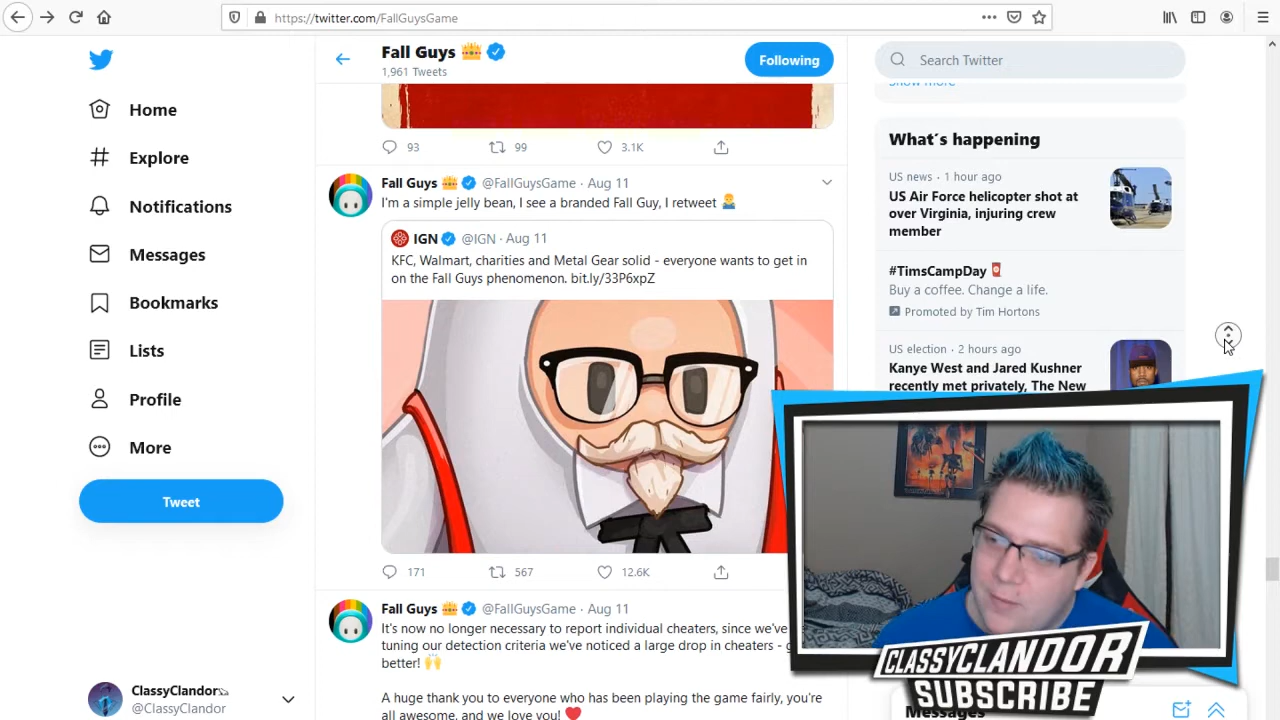 https://twitter.com/FallGuysGame
Home
Explore
Notifications
Messages
Bookmarks
Lists
Profile
More
Tweet
ClassyClandor
@ClassyClandor
Fall Guys
1,961 Tweets
Following
93 99 3.1K
Fall Guys @FallGuysGame · Aug 11
I'm a simple jelly bean, I see a branded Fall Guy, I retweet
IGN @IGN · Aug 11
KFC, Walmart, charities and Metal Gear solid - everyone wants to get in
on the Fall Guys phenomenon. bit.ly/33P6xpZ
171 567 12.6K
Fall Guys @FallGuysGame · Aug 11
It's now no longer necessary to report individual cheaters, since we've
tuning our detection criteria we've noticed a large drop in cheaters -
better!
A huge thank you to everyone who has been playing the game fairly, you're
all awesome, and we love you!
Search Twitter
Show more
What's happening
US news · 1 hour ago
US Air Force helicopter shot at
over Virginia, injuring crew
member
#TimsCampDay
Buy a coffee. Change a life.
Promoted by Tim Hortons
US election · 2 hours ago
Kanye West and Jared Kushner
recently met privately, The New
CLASSYCLANDOR
SUBSCRIBE
Messages